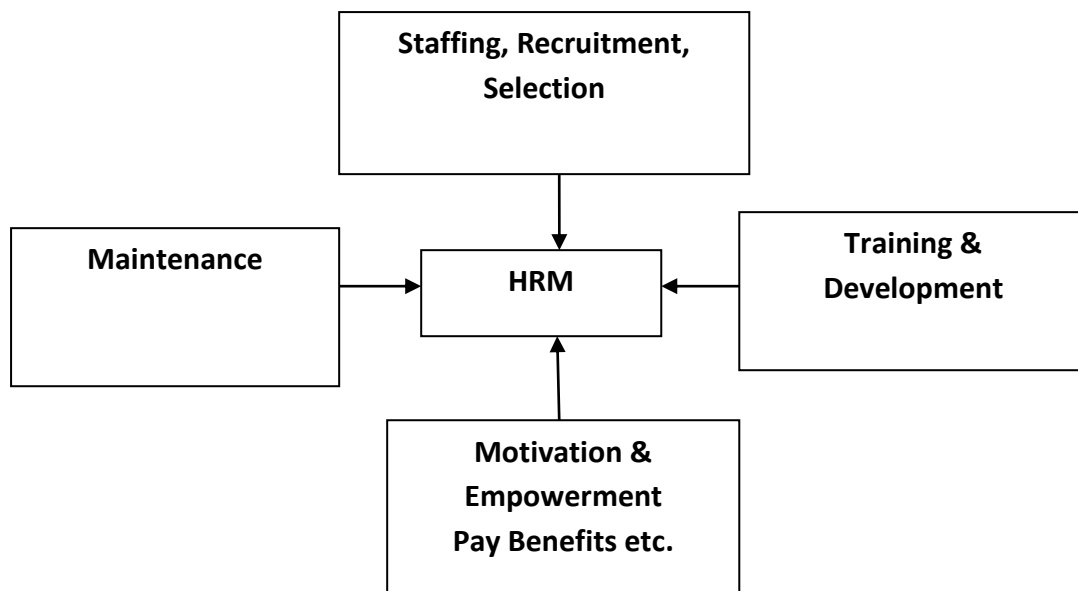 Staffing, Recruitment,
Selection
Maintenance
HRM
Training &
Development
Motivation &
Empowerment
Pay Benefits etc.